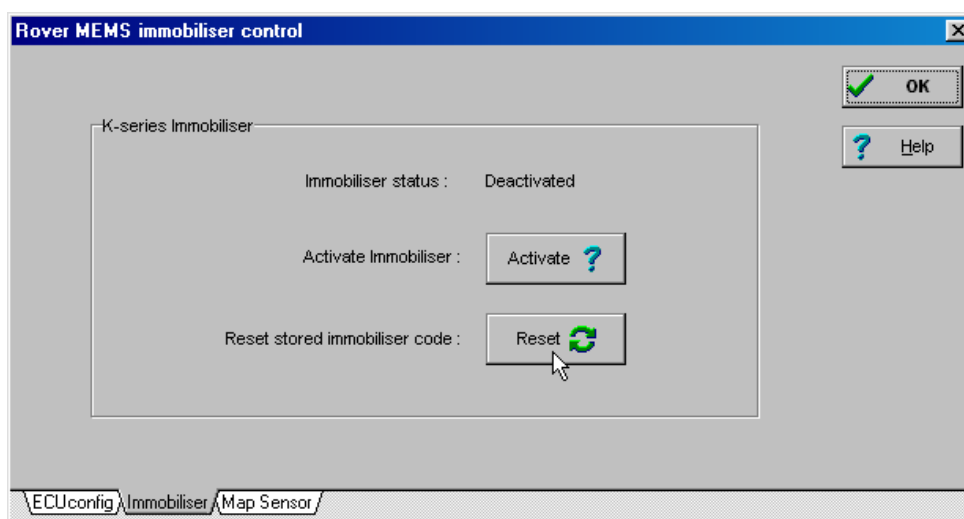 Rover MEMS immobiliser control
OK
Help
K-series Immobiliser
Immobiliser status : Deactivated
Activate Immobiliser : Activate
Reset stored immobiliser code : Reset
ECUconfig Immobiliser Map Sensor